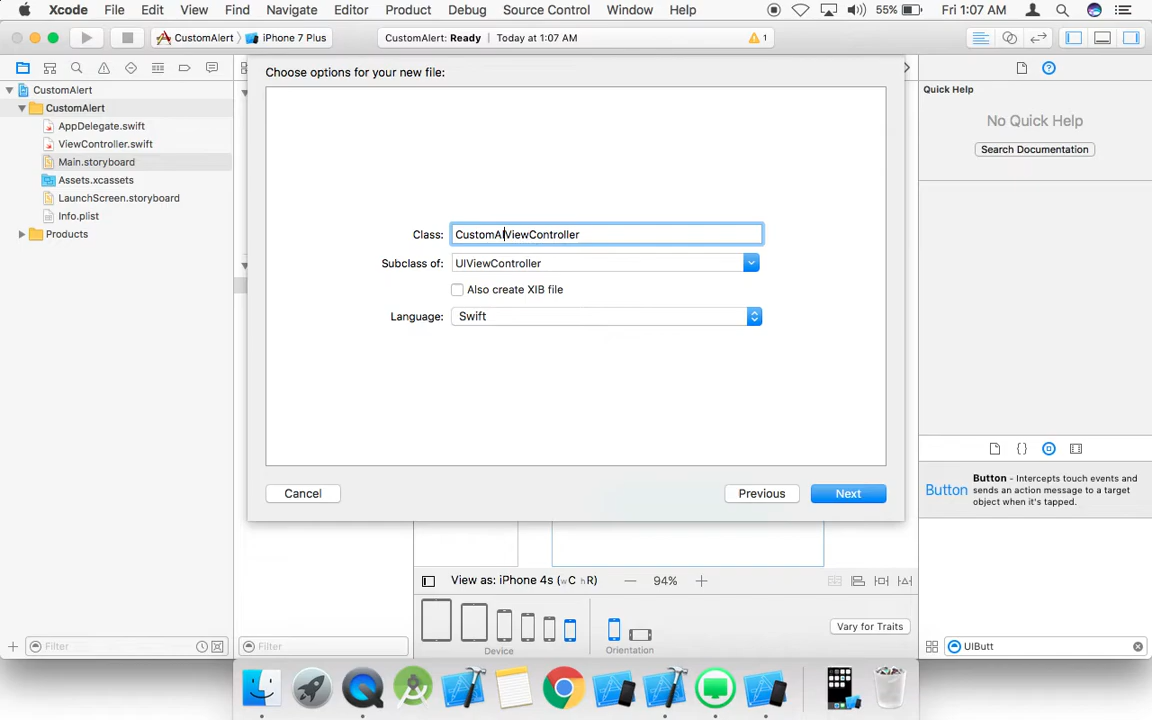 Xcode File Edit View Find Navigate Editor Product Debug Source Control Window Help 55% Fri 1:07 AM
CustomAlert iPhone 7 Plus CustomAlert: Ready Today at 1:07 AM 1
Choose options for your new file:
CustomAlert
CustomAlert
AppDelegate.swift
ViewController.swift
Main.storyboard
Assets.xcassets
LaunchScreen.storyboard
Info.plist
Products
Class: CustomAlViewController
Subclass of: UIViewController
Also create XIB file
Language: Swift
Cancel Previous Next
Quick Help
No Quick Help
Search Documentation
{}
Button Button - Intercepts touch events and
sends an action message to a target
object when it's tapped.
View as: iPhone 4s (wC hR) — 94% +
Vary for Traits
Device Orientation
Filter Filter UIButt